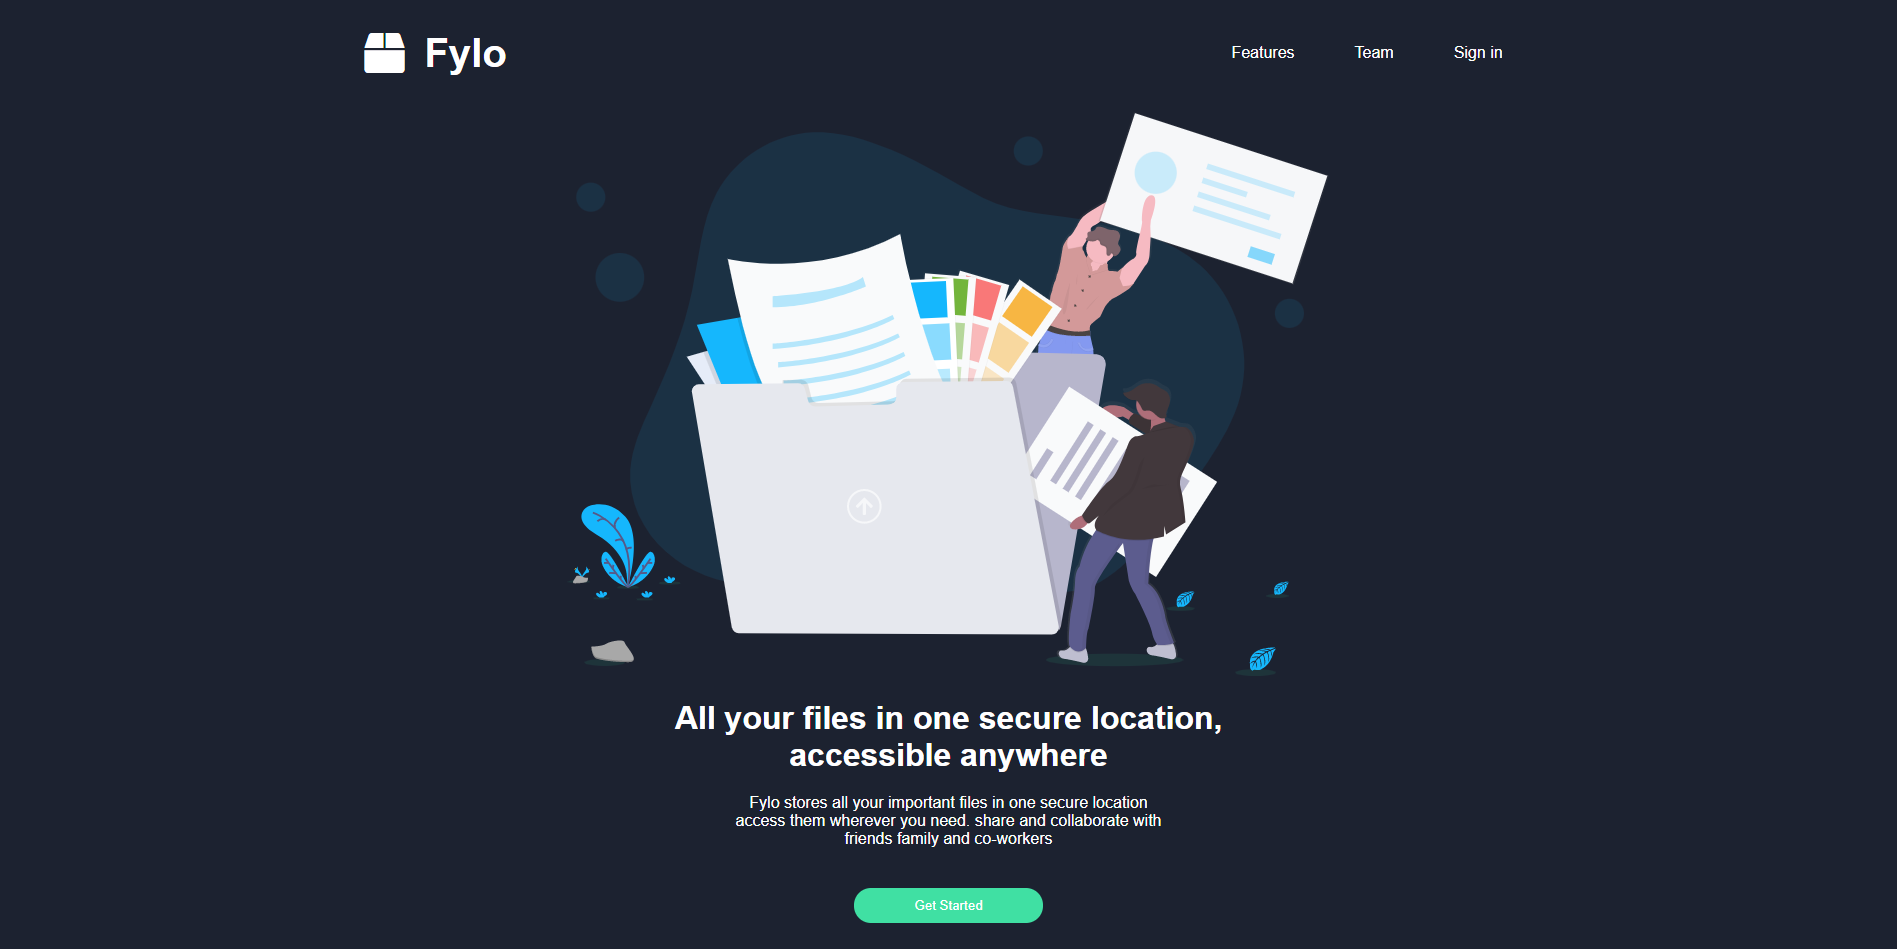 Fylo
Features
Team
Sign in
All your files in one secure location,
accessible anywhere
Fylo stores all your important files in one secure location
access them wherever you need. share and collaborate with
friends family and co-workers
Get Started